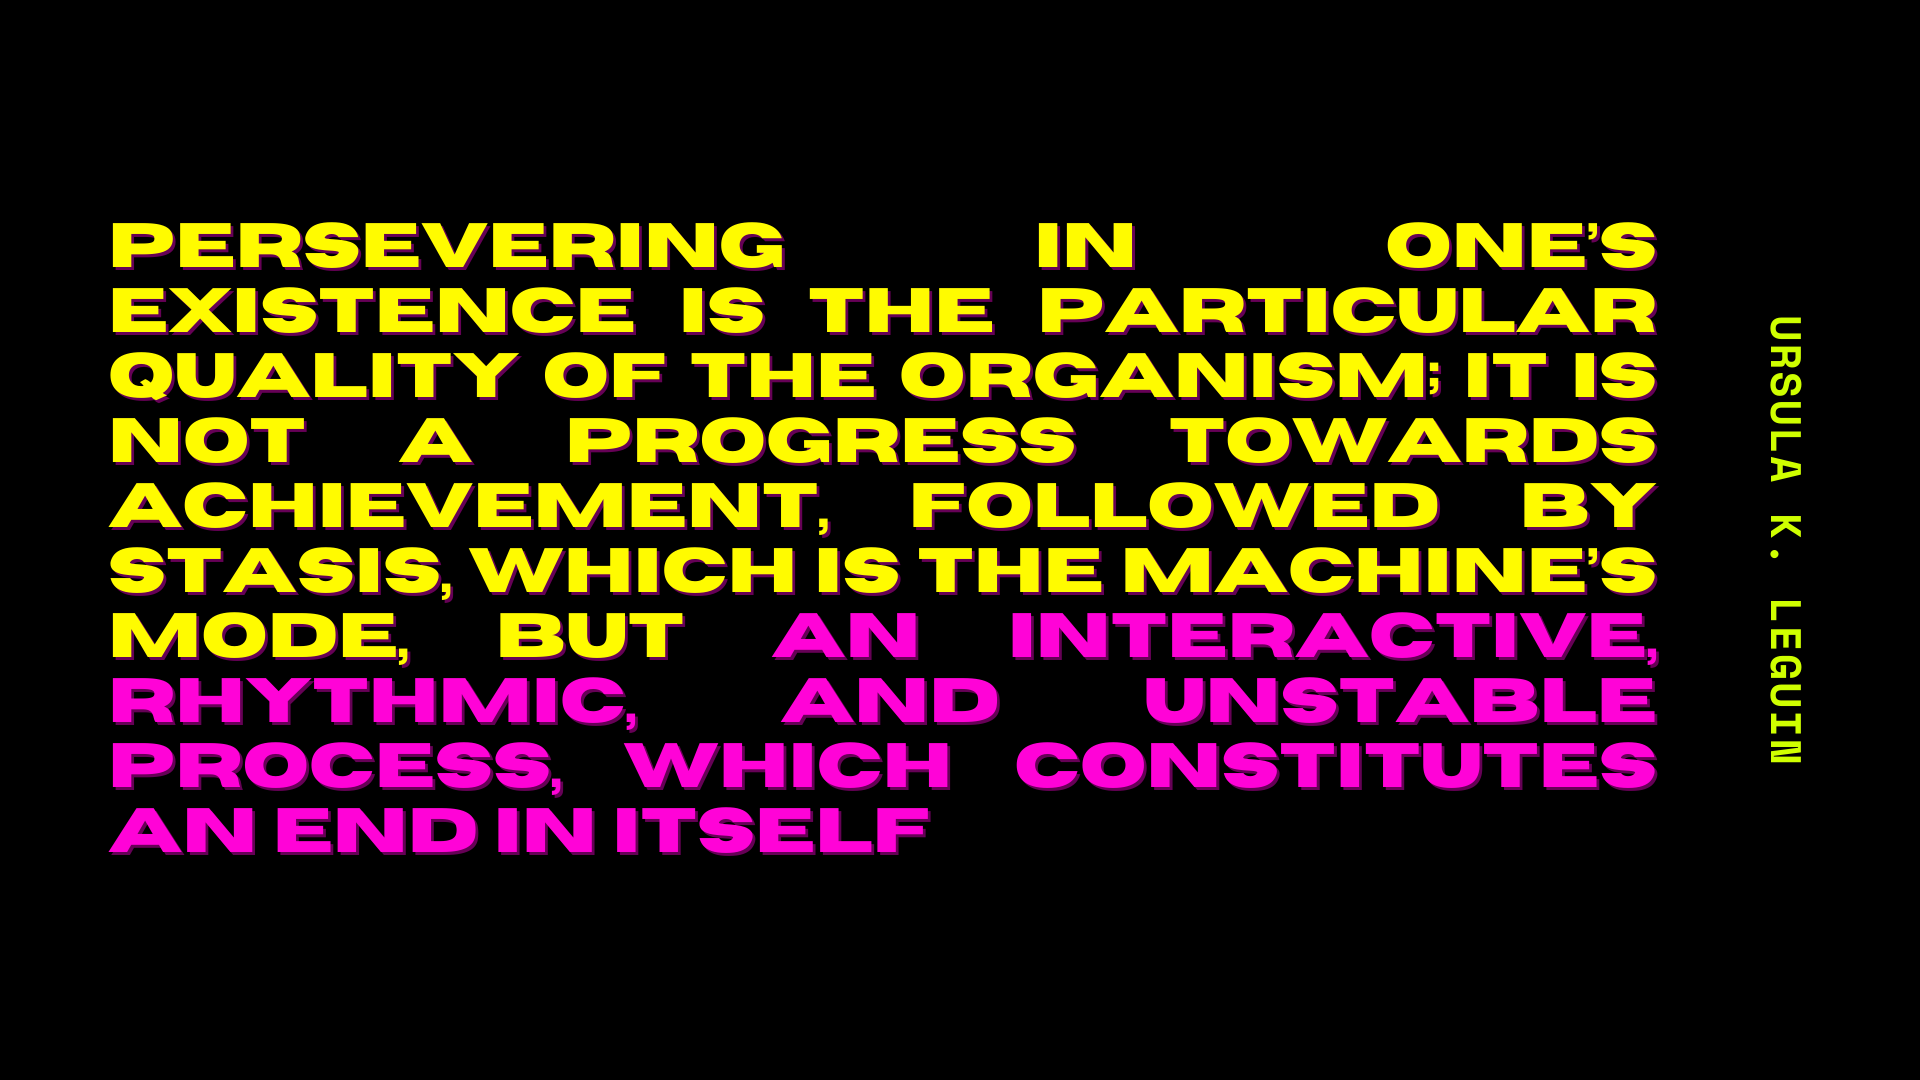 PERSEVERING IN ONE’S
EXISTENCE IS THE PARTICULAR
QUALITY OF THE ORGANISM; IT IS
NOT A PROGRESS TOWARDS
ACHIEVEMENT, FOLLOWED BY
STASIS, WHICH IS THE MACHINE’S
MODE, BUT AN INTERACTIVE,
RHYTHMIC, AND UNSTABLE
PROCESS, WHICH CONSTITUTES
AN END IN ITSELF
URSULA K. LEGUIN